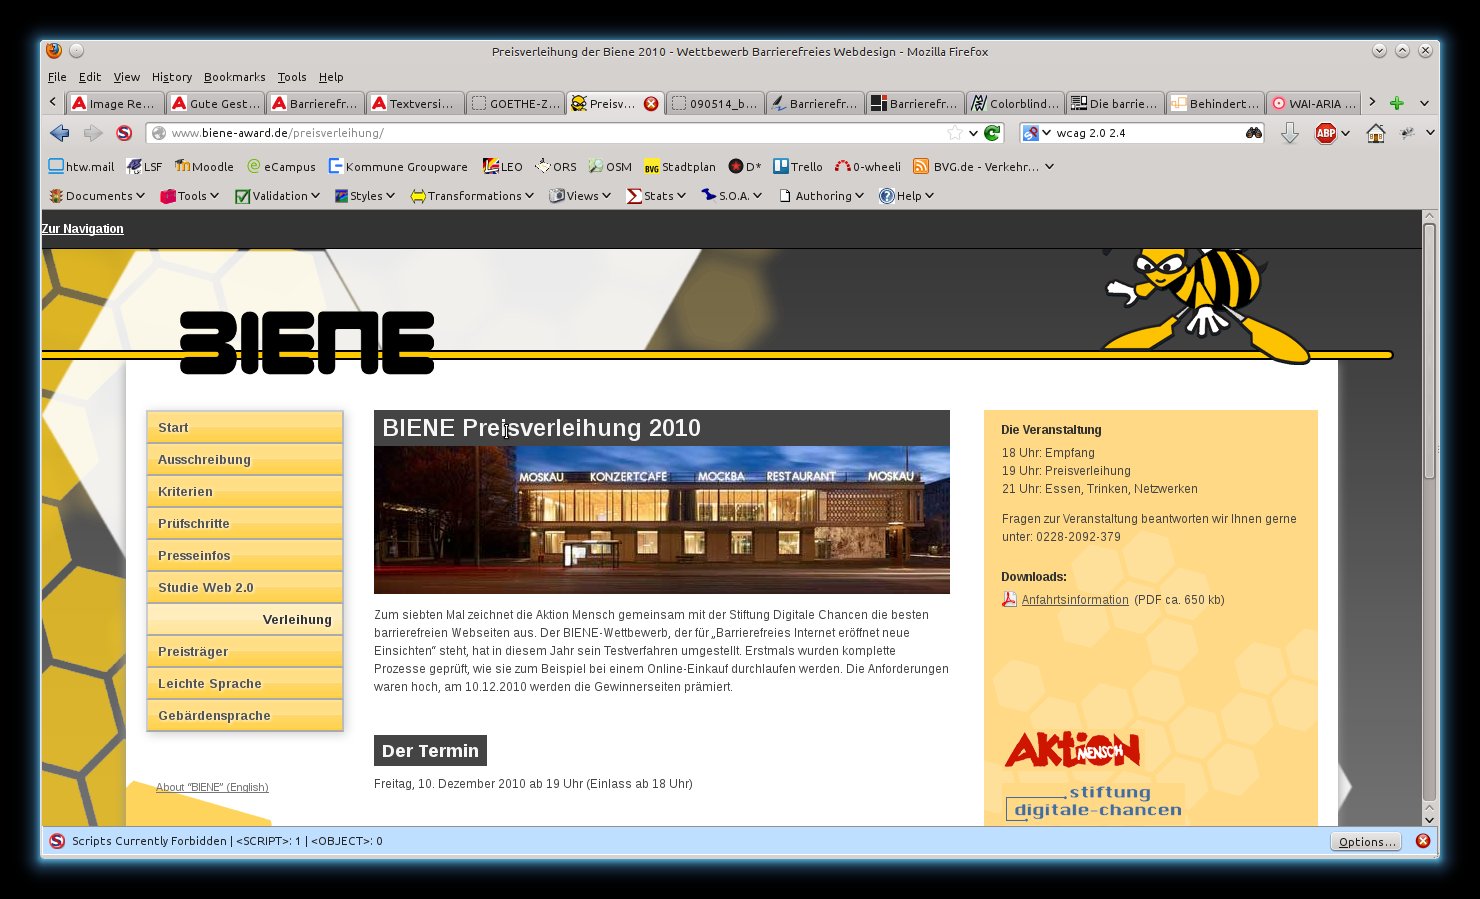 Preisverleihung der Biene 2010 - Wettbewerb Barrierefreies Webdesign - Mozilla Firefox
File Edit View History Bookmarks Tools Help
Image Re... Gute Gest... Barrierefr... Textversi... GOETHE-Z... Preisv... 090514_b... Barrierefr... Barrierefr... Colorblind... Die barrie... Behindert... WAI-ARIA ...
www.biene-award.de/preisverleihung/ wcag 2.0 2.4 ABP
htw.mail LSF Moodle eCampus Kommune Groupware LEO ORS OSM BVG Stadtplan D* Trello 0-wheeli BVG.de - Verkehr...
Documents Tools Validation Styles Transformations Views Stats S.O.A. Authoring Help
Zur Navigation
BIENE
Start
Ausschreibung
Kriterien
Prüfschritte
Presseinfos
Studie Web 2.0
Verleihung
Preisträger
Leichte Sprache
Gebärdensprache
About "BIENE" (English)
BIENE Preisverleihung 2010
MOSKAU KONZERTCAFÉ МОСКВА RESTAURANT MOSKAU
Zum siebten Mal zeichnet die Aktion Mensch gemeinsam mit der Stiftung Digitale Chancen die besten
barrierefreien Webseiten aus. Der BIENE-Wettbewerb, der für „Barrierefreies Internet eröffnet neue
Einsichten“ steht, hat in diesem Jahr sein Testverfahren umgestellt. Erstmals wurden komplette
Prozesse geprüft, wie sie zum Beispiel bei einem Online-Einkauf durchlaufen werden. Die Anforderungen
waren hoch, am 10.12.2010 werden die Gewinnerseiten prämiert.
Der Termin
Freitag, 10. Dezember 2010 ab 19 Uhr (Einlass ab 18 Uhr)
Die Veranstaltung
18 Uhr: Empfang
19 Uhr: Preisverleihung
21 Uhr: Essen, Trinken, Netzwerken
Fragen zur Veranstaltung beantworten wir Ihnen gerne
unter: 0228-2092-379
Downloads:
Anfahrtsinformation (PDF ca. 650 kb)
AKTION
MENSCH
stiftung
digitale-chancen
Scripts Currently Forbidden | <SCRIPT>: 1 | <OBJECT>: 0 Options...